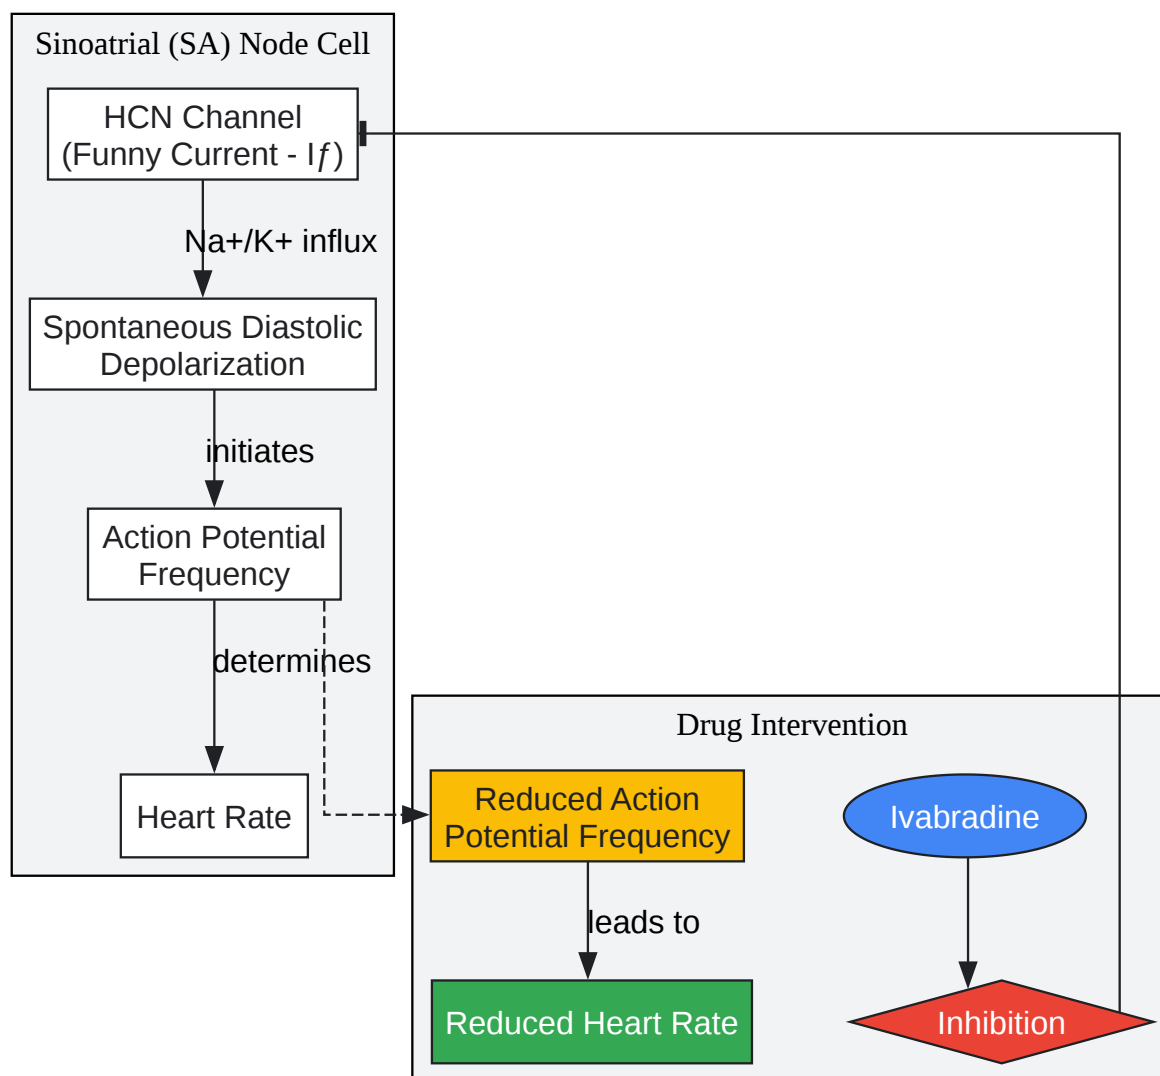 Sinoatrial (SA) Node Cell
HCN Channel
(Funny Current - Iƒ)
Na+/K+ influx
Spontaneous Diastolic
Depolarization
initiates
Action Potential
Frequency
determines
Heart Rate
Drug Intervention
Reduced Action
Potential Frequency
Ivabradine
leads to
Reduced Heart Rate
Inhibition